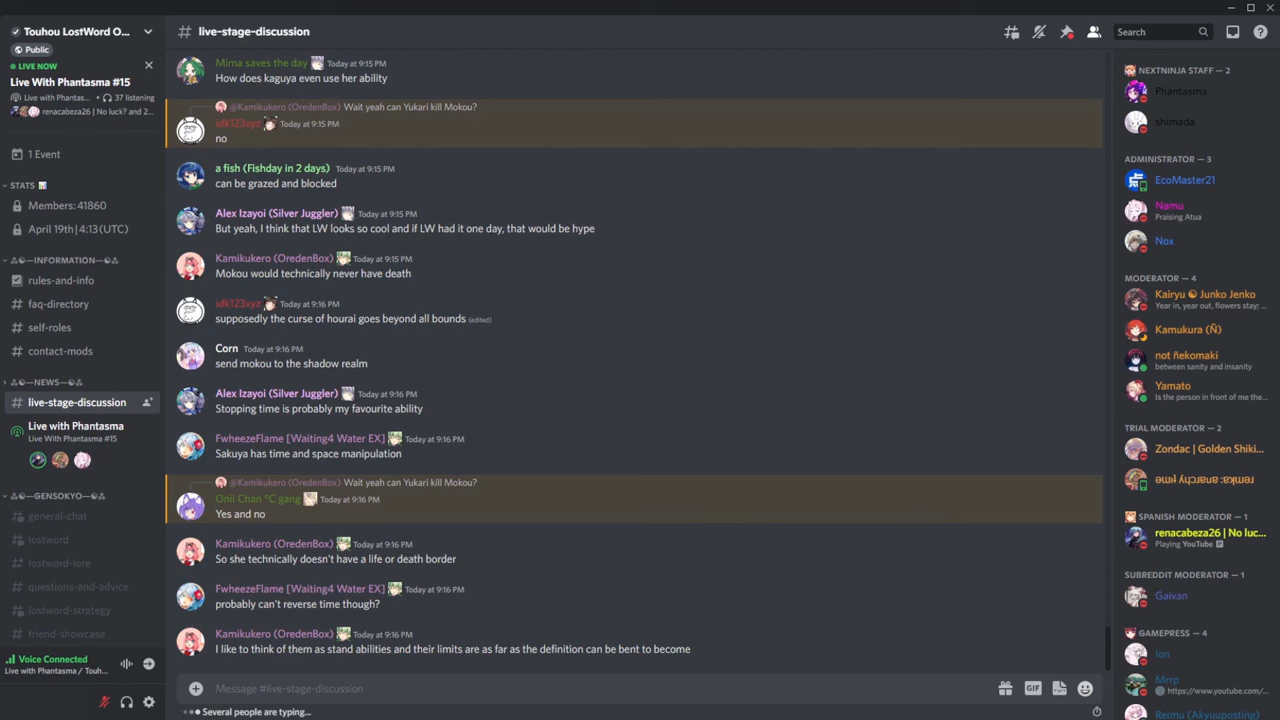 Touhou LostWord O...
Public
LIVE NOW
Live With Phantasma #15
Live with Phantas... 37 listening
renacabeza26 | No luck? and 2...
1 Event
STATS
Members: 41860
April 19th | 4:13 (UTC)
—INFORMATION—
rules-and-info
# faq-directory
# self-roles
# contact-mods
—NEWS—
# live-stage-discussion
Live with Phantasma
Live With Phantasma #15
—GENSOKYO—
general-chat
lostword
lostword-lore
questions-and-advice
lostword-strategy
friend-showcase
Voice Connected
Live with Phantasma / Touh...
# live-stage-discussion
Search
Mima saves the day Today at 9:15 PM
How does kaguya even use her ability
@Kamikukero (OredenBox) Wait yeah can Yukari kill Mokou?
idk123xyz Today at 9:15 PM
no
a fish (Fishday in 2 days) Today at 9:15 PM
can be grazed and blocked
Alex Izayoi (Silver Juggler) Today at 9:15 PM
But yeah, I think that LW looks so cool and if LW had it one day, that would be hype
Kamikukero (OredenBox) Today at 9:15 PM
Mokou would technically never have death
idk123xyz Today at 9:16 PM
supposedly the curse of hourai goes beyond all bounds (edited)
Corn Today at 9:16 PM
send mokou to the shadow realm
Alex Izayoi (Silver Juggler) Today at 9:16 PM
Stopping time is probably my favourite ability
FwheezeFlame [Waiting4 Water EX] Today at 9:16 PM
Sakuya has time and space manipulation
@Kamikukero (OredenBox) Wait yeah can Yukari kill Mokou?
Onii Chan °C gang Today at 9:16 PM
Yes and no
Kamikukero (OredenBox) Today at 9:16 PM
So she technically doesn't have a life or death border
FwheezeFlame [Waiting4 Water EX] Today at 9:16 PM
probably can't reverse time though?
Kamikukero (OredenBox) Today at 9:16 PM
I like to think of them as stand abilities and their limits are as far as the definition can be bent to become
Message #live-stage-discussion
GIF
Several people are typing...
NEXTNINJA STAFF — 2
Phantasma
shimada
ADMINISTRATOR — 3
EcoMaster21
Namu
Praising Atua
Nox
MODERATOR — 4
Kairyu ☯ Junko Jenko
Year in, year out, flowers stay; ...
Kamukura (Ñ)
not ñekomaki
between sanity and insanity
Yamato
Is the person in front of me the...
TRIAL MODERATOR — 2
Zondac | Golden Shiki...
SPANISH MODERATOR — 1
renacabeza26 | No luc...
Playing YouTube
SUBREDDIT MODERATOR — 1
Gaivan
GAMEPRESS — 4
Ion
Mrrp
https://www.youtube.com/...
Reimu (Akyuuposting)